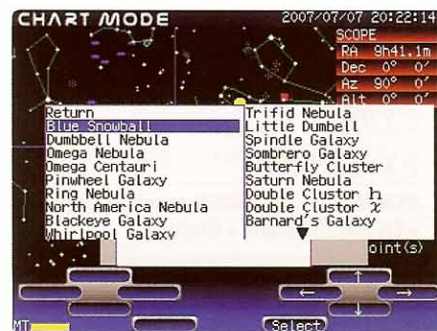 CHART MODE
2007/07/07 20:22:14
SCOPE
RA 9h41.1m
Dec 0° 0′
Az 90° 0′
Alt 0° 0′
Return
Blue Snowball
Dumbbell Nebula
Omega Nebula
Omega Centauri
Pinwheel Galaxy
Ring Nebula
North America Nebula
Blackeye Galaxy
Whirlpool Galaxy
Trifid Nebula
Little Dumbell
Spindle Galaxy
Sombrero Galaxy
Butterfly Cluster
Saturn Nebula
Double Clustor h
Double Clustor χ
Barnard's Galaxy
oint(s)
← ↑ → ↓
MT
Select